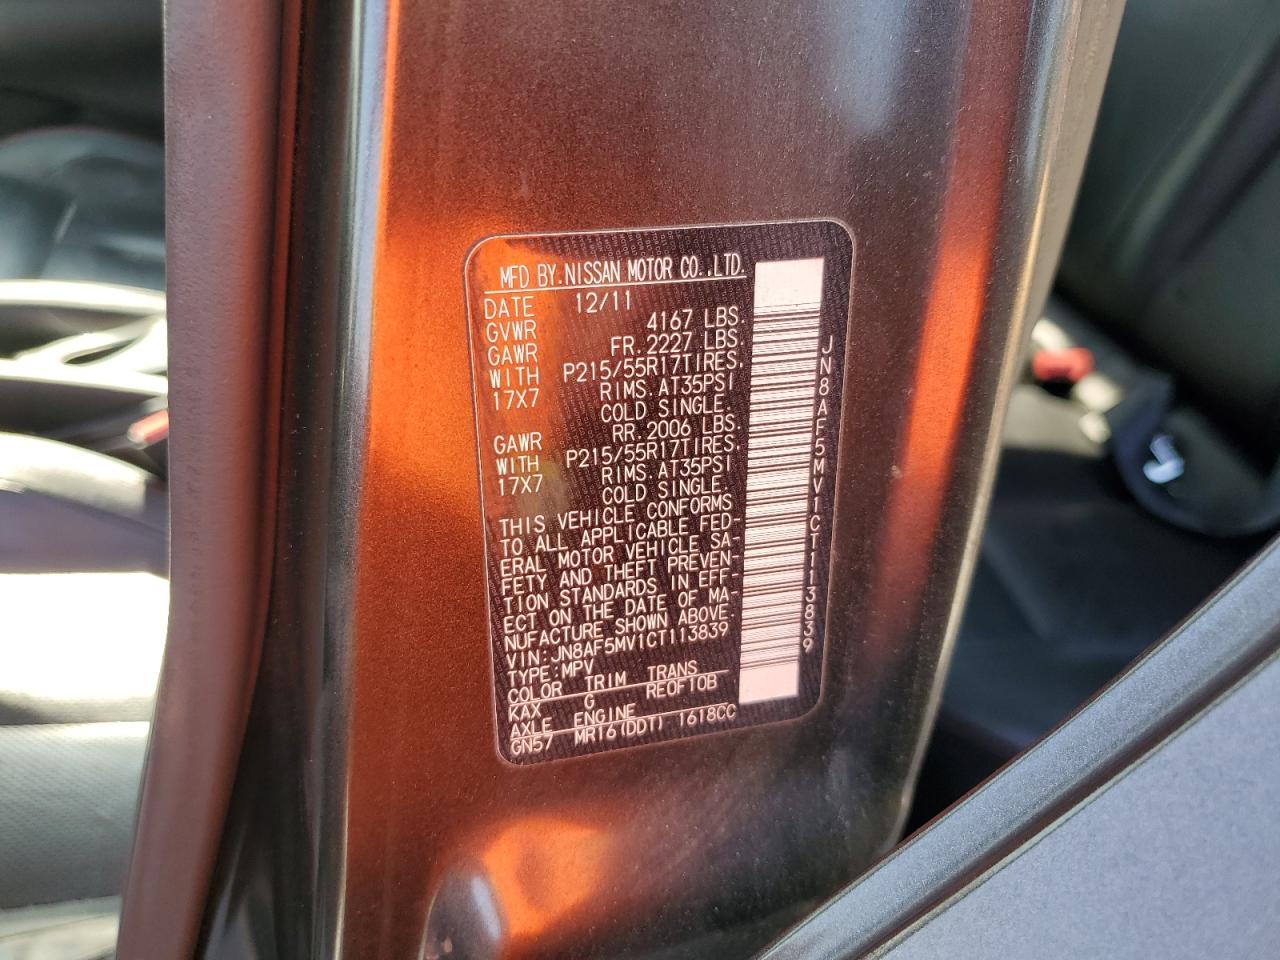 MFD BY.NISSAN MOTOR CO.,LTD.
DATE 12/11
GVWR 4167 LBS.
GAWR FR.2227 LBS.
WITH P215/55R17TIRES.
17X7 RIMS.AT35PSI
COLD SINGLE.
GAWR RR.2006 LBS.
WITH P215/55R17TIRES.
17X7 RIMS.AT35PSI
COLD SINGLE.
THIS VEHICLE CONFORMS
TO ALL APPLICABLE FED-
ERAL MOTOR VEHICLE SA-
FETY AND THEFT PREVEN-
TION STANDARDS IN EFF-
ECT ON THE DATE OF MA-
NUFACTURE SHOWN ABOVE.
VIN:JN8AF5MV1CT113839
TYPE:MPV
COLOR TRIM TRANS
KAX G RE0F10B
AXLE ENGINE
GN57 MR16(DDT) 1618CC
JN8AF5MV1CT113839